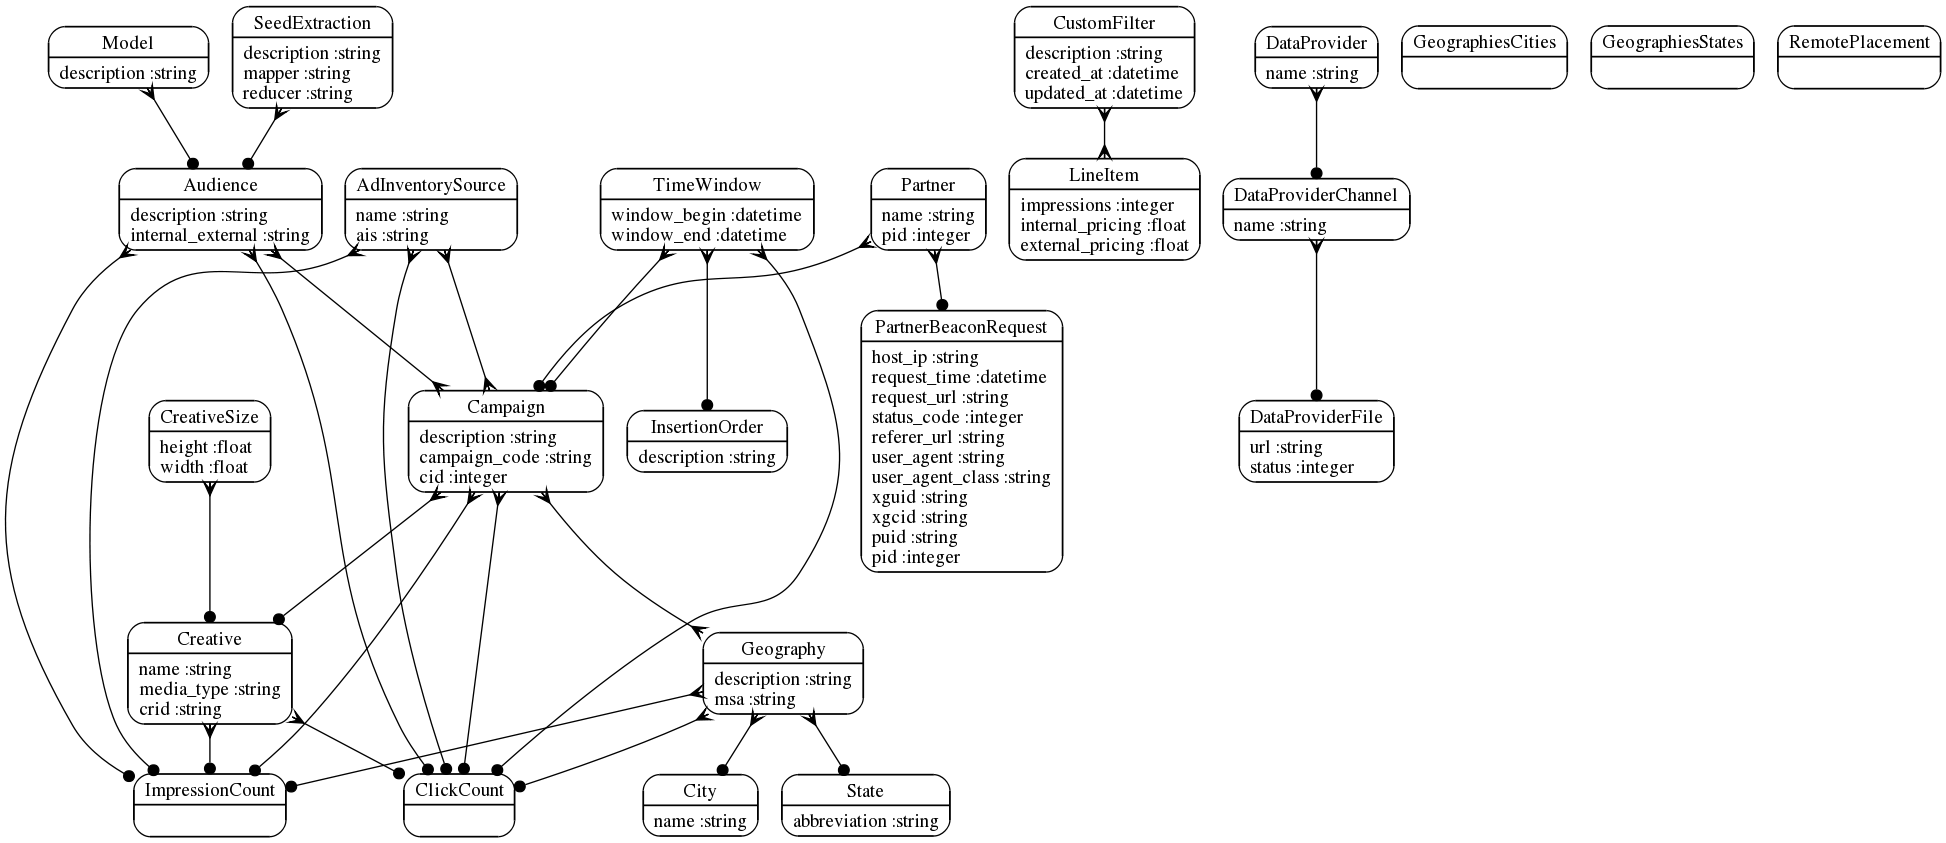 Model
description :string
SeedExtraction
description :string
mapper :string
reducer :string
CustomFilter
description :string
created_at :datetime
updated_at :datetime
DataProvider
name :string
GeographiesCities
GeographiesStates
RemotePlacement
Audience
description :string
internal_external :string
AdInventorySource
name :string
ais :string
TimeWindow
window_begin :datetime
window_end :datetime
Partner
name :string
pid :integer
LineItem
impressions :integer
internal_pricing :float
external_pricing :float
DataProviderChannel
name :string
PartnerBeaconRequest
host_ip :string
request_time :datetime
request_url :string
status_code :integer
referer_url :string
user_agent :string
user_agent_class :string
xguid :string
xgcid :string
puid :string
pid :integer
CreativeSize
height :float
width :float
Campaign
description :string
campaign_code :string
cid :integer
InsertionOrder
description :string
DataProviderFile
url :string
status :integer
Creative
name :string
media_type :string
crid :string
Geography
description :string
msa :string
ImpressionCount
ClickCount
City
name :string
State
abbreviation :string